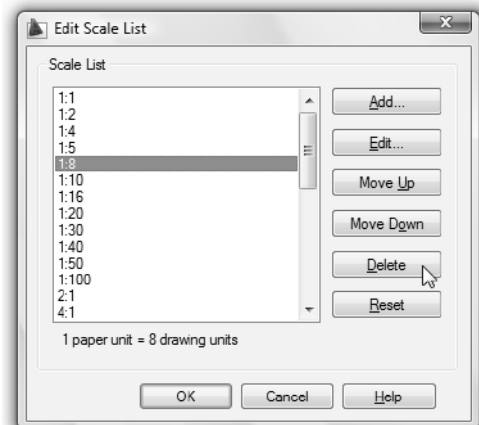 Edit Scale List
x
Scale List
1:1
1:2
1:4
1:5
1:8
1:10
1:16
1:20
1:30
1:40
1:50
1:100
2:1
4:1
Add...
Edit...
Move Up
Move Down
Delete
Reset
1 paper unit = 8 drawing units
OK
Cancel
Help